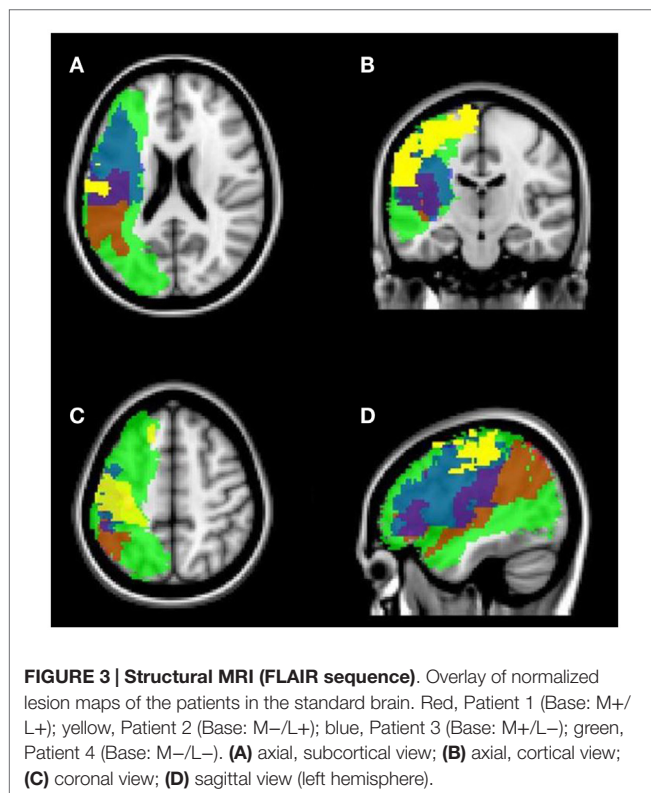 A
B
C
D
FIGURE 3 | Structural MRI (FLAIR sequence). Overlay of normalized
lesion maps of the patients in the standard brain. Red, Patient 1 (Base: M+/
L+); yellow, Patient 2 (Base: M−/L+); blue, Patient 3 (Base: M+/L−); green,
Patient 4 (Base: M−/L−). (A) axial, subcortical view; (B) axial, cortical view;
(C) coronal view; (D) sagittal view (left hemisphere).